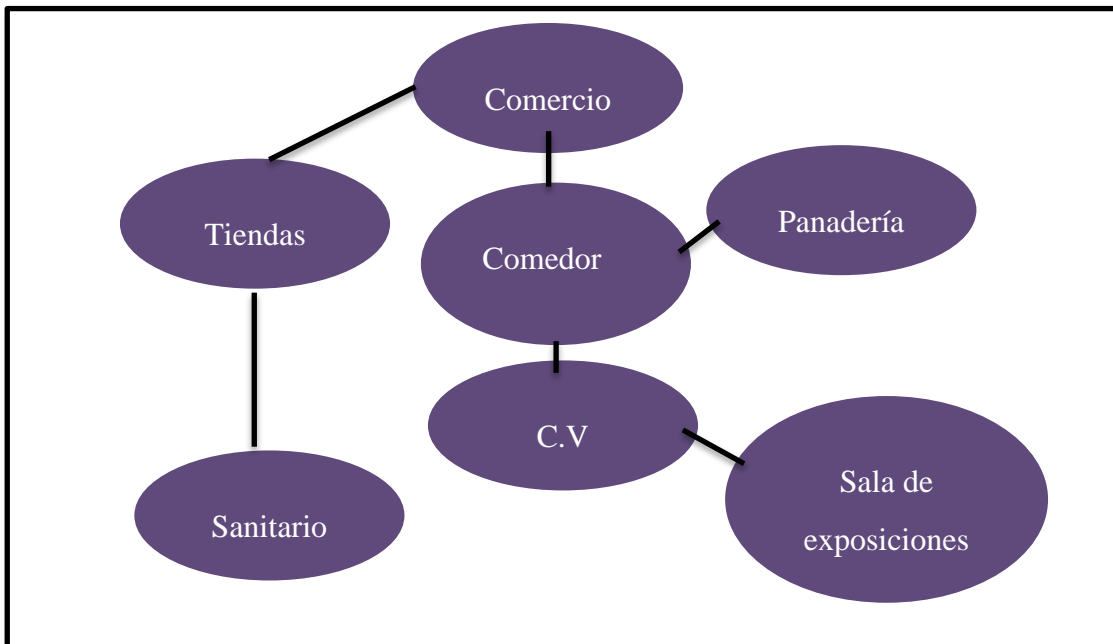 Comercio
Tiendas
Comedor
Panadería
C.V
Sanitario
Sala de
exposiciones